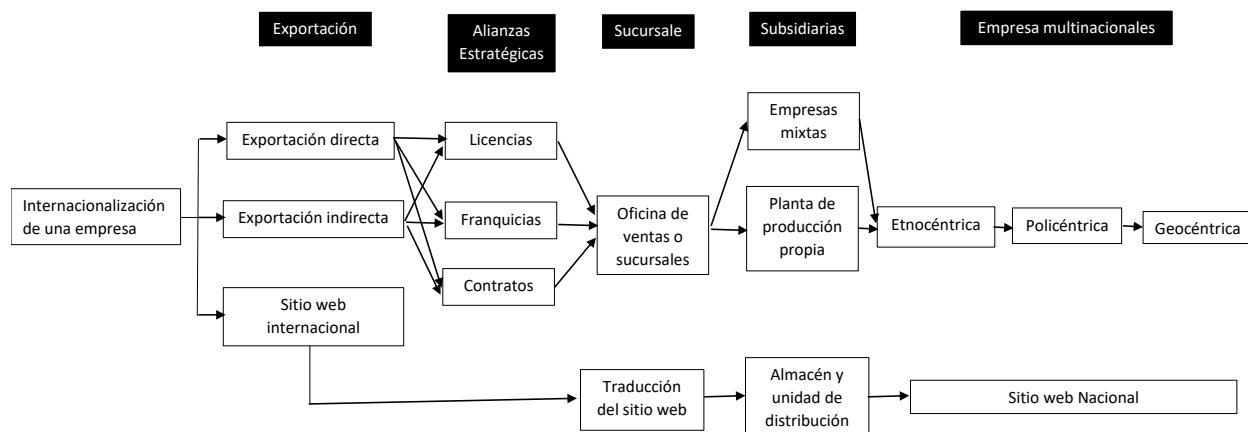 Exportación
Alianzas
Estratégicas
Sucursale
Subsidiarias
Empresa multinacionales
Internacionalización
de una empresa
Exportación directa
Exportación indirecta
Sitio web
internacional
Licencias
Franquicias
Contratos
Oficina de
ventas o
sucursales
Empresas
mixtas
Planta de
producción
propia
Etnocéntrica
Policéntrica
Geocéntrica
Traducción
del sitio web
Almacén y
unidad de
distribución
Sitio web Nacional